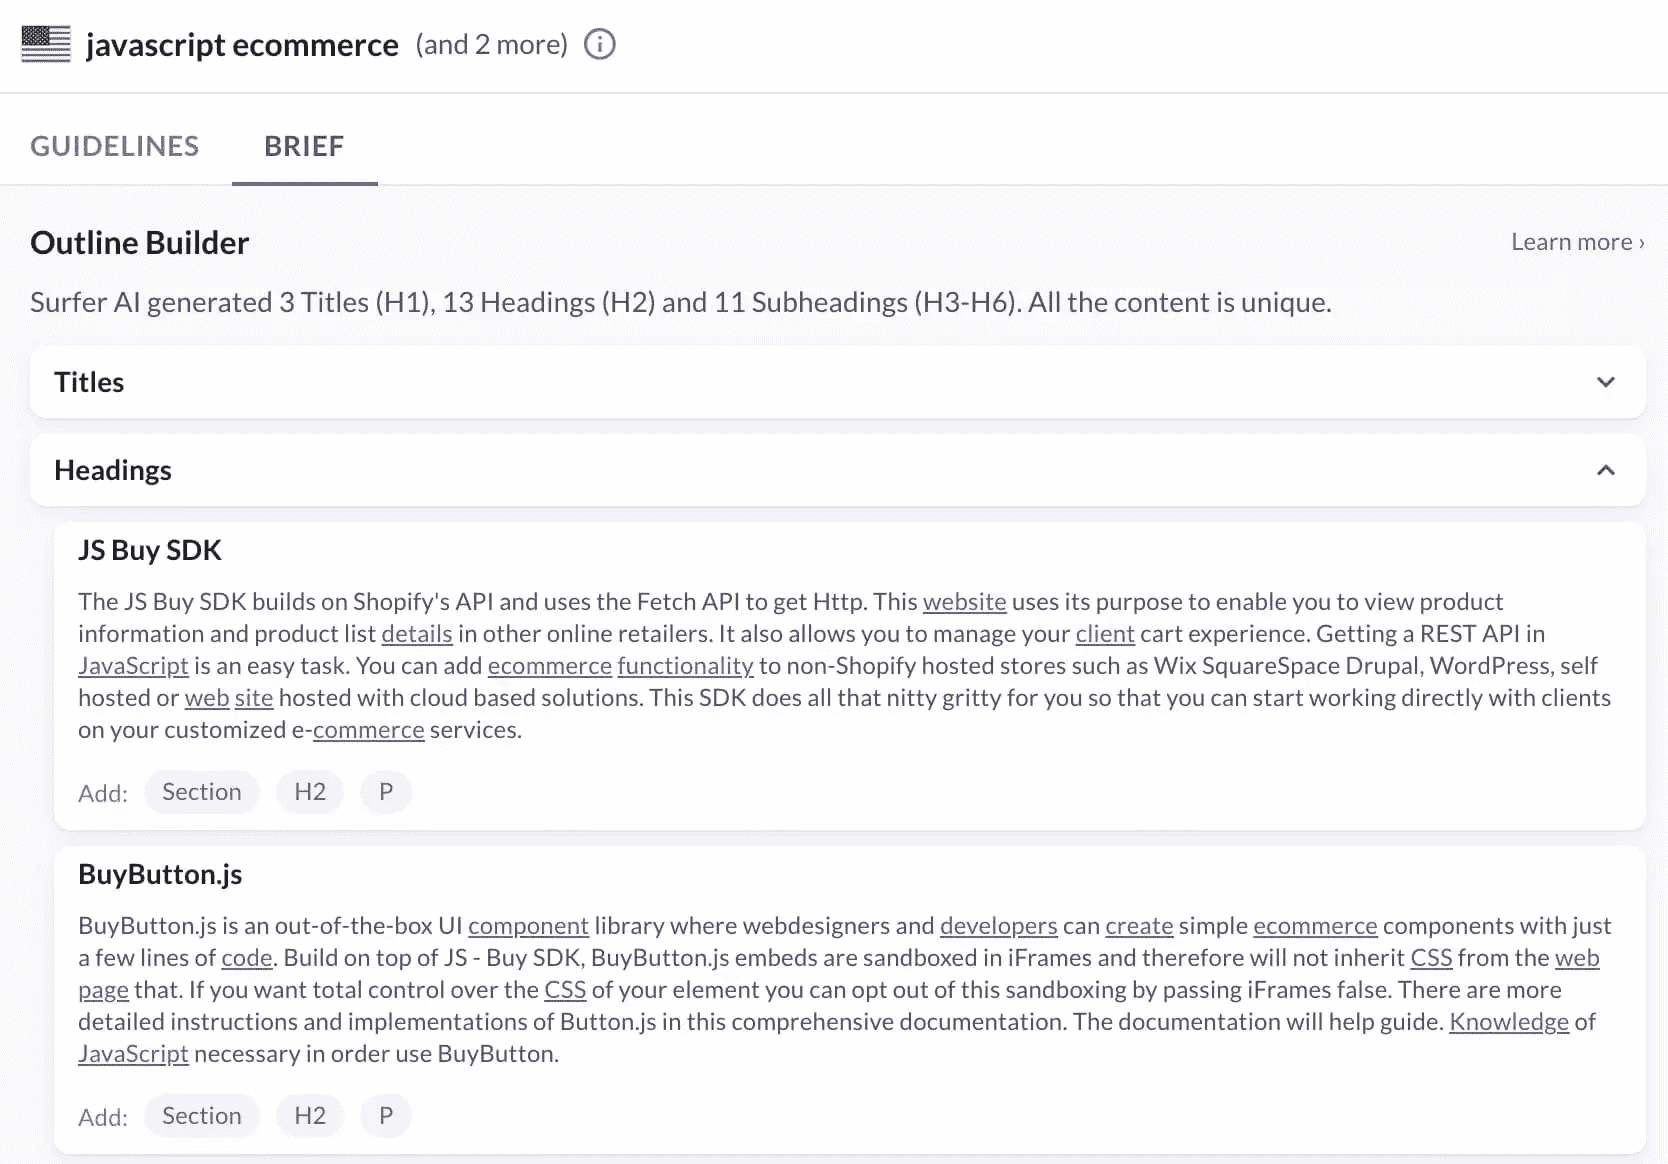 javascript ecommerce (and 2 more)
GUIDELINES BRIEF
Outline Builder
Learn more ›
Surfer AI generated 3 Titles (H1), 13 Headings (H2) and 11 Subheadings (H3-H6). All the content is unique.
Titles
Headings
JS Buy SDK
The JS Buy SDK builds on Shopify's API and uses the Fetch API to get Http. This website uses its purpose to enable you to view product
information and product list details in other online retailers. It also allows you to manage your client cart experience. Getting a REST API in
JavaScript is an easy task. You can add ecommerce functionality to non-Shopify hosted stores such as Wix SquareSpace Drupal, WordPress, self
hosted or web site hosted with cloud based solutions. This SDK does all that nitty gritty for you so that you can start working directly with clients
on your customized e-commerce services.
Add: Section H2 P
BuyButton.js
BuyButton.js is an out-of-the-box UI component library where webdesigners and developers can create simple ecommerce components with just
a few lines of code. Build on top of JS - Buy SDK, BuyButton.js embeds are sandboxed in iFrames and therefore will not inherit CSS from the web
page that. If you want total control over the CSS of your element you can opt out of this sandboxing by passing iFrames false. There are more
detailed instructions and implementations of Button.js in this comprehensive documentation. The documentation will help guide. Knowledge of
JavaScript necessary in order use BuyButton.
Add: Section H2 P